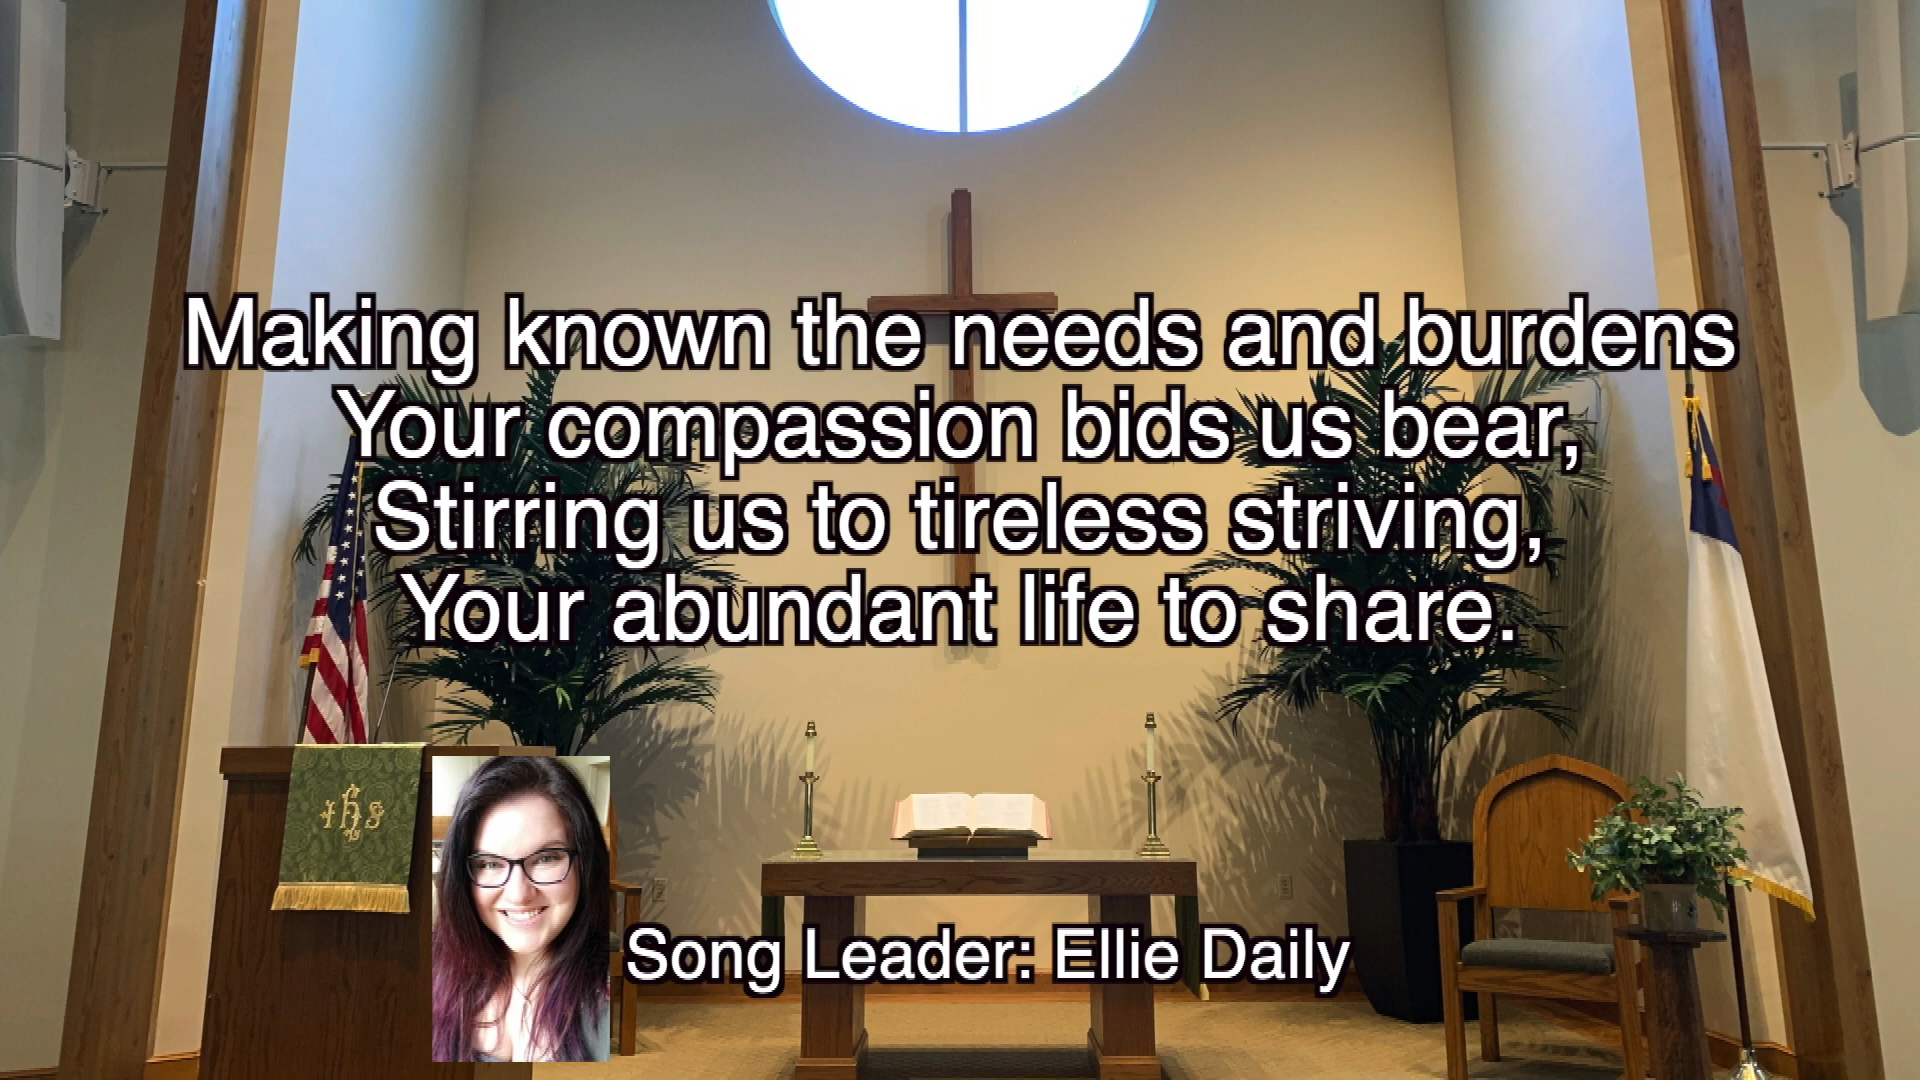 Making known the needs and burdens
Your compassion bids us bear,
Stirring us to tireless striving,
Your abundant life to share.
ihs
Song Leader: Ellie Daily